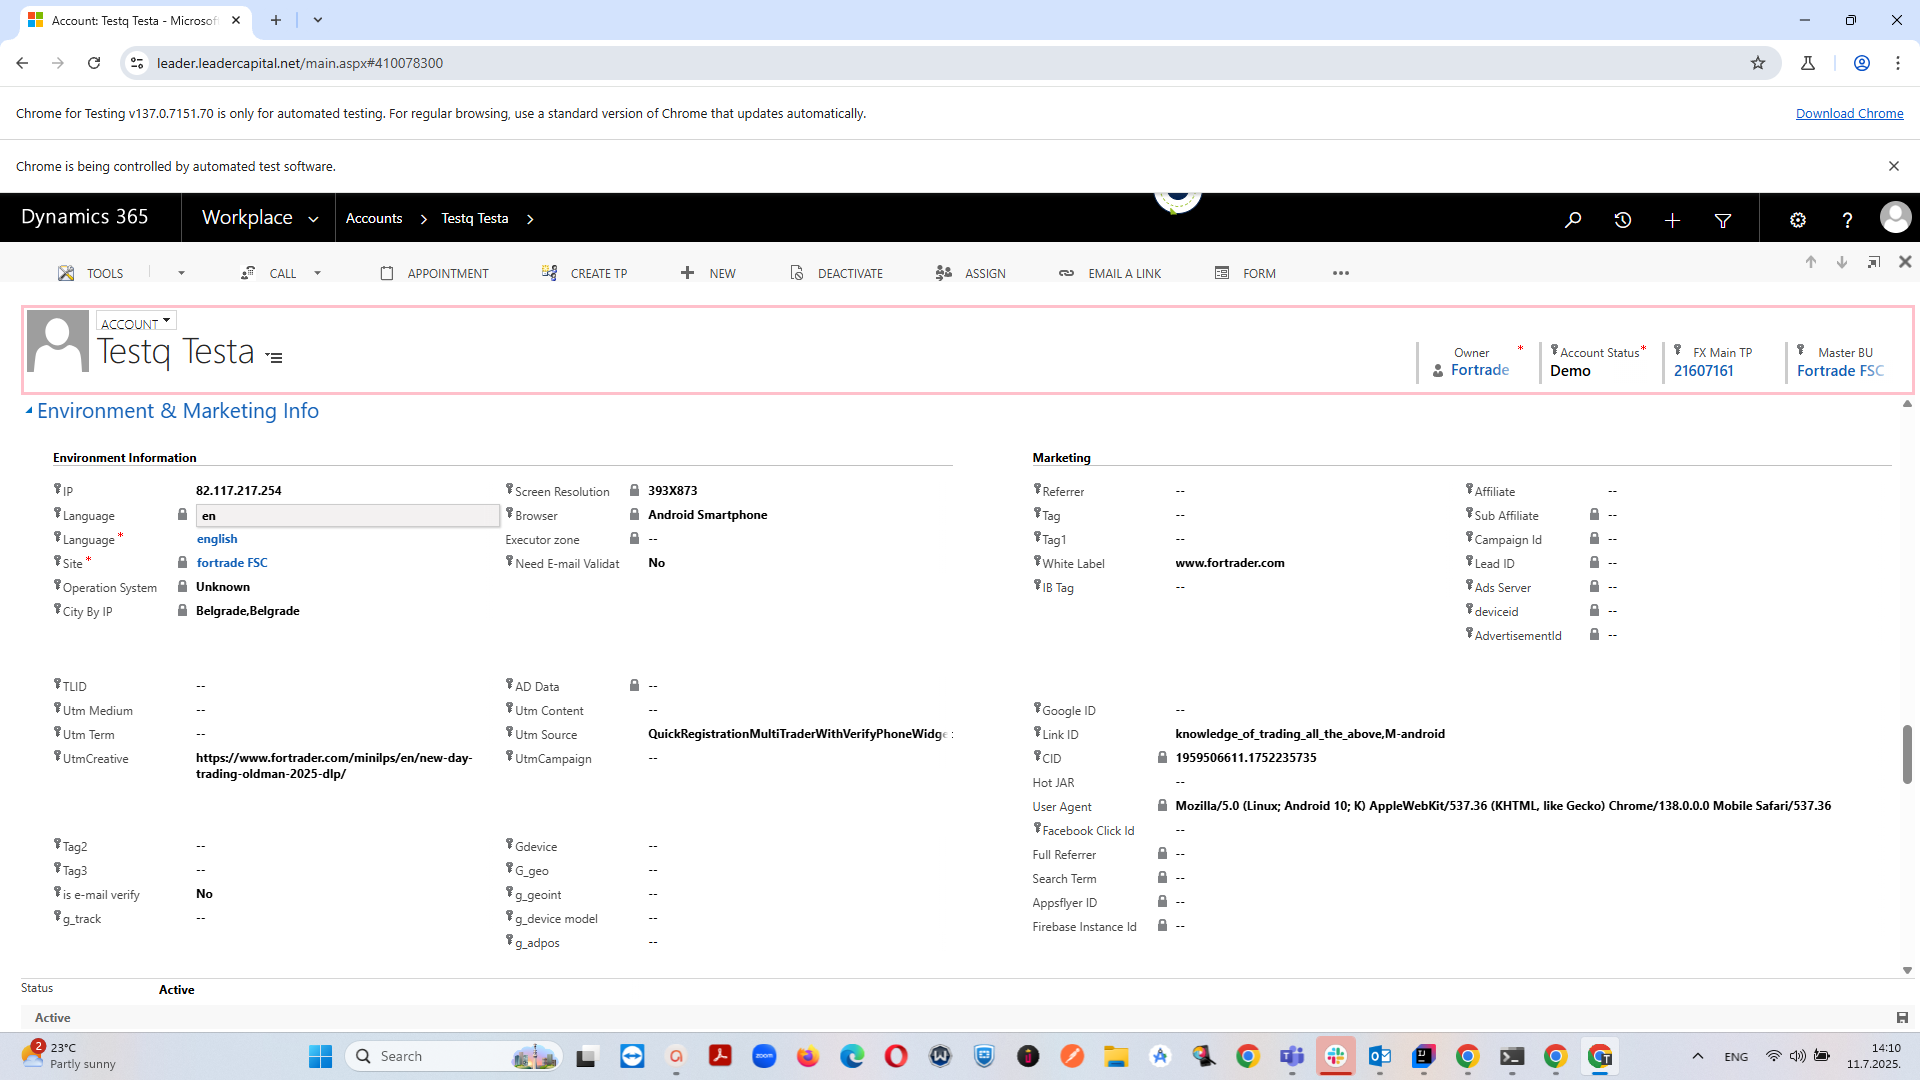 Account: Testq Testa - Microsof
leader.leadercapital.net/main.aspx#410078300
Chrome for Testing v137.0.7151.70 is only for automated testing. For regular browsing, use a standard version of Chrome that updates automatically.
Download Chrome
Chrome is being controlled by automated test software.
Dynamics 365
Workplace
Accounts
Testq Testa
TOOLS
CALL
APPOINTMENT
CREATE TP
NEW
DEACTIVATE
ASSIGN
EMAIL A LINK
FORM
ACCOUNT
Testq Testa
Owner *
Fortrade
Account Status *
Demo
FX Main TP
21607161
Master BU
Fortrade FSC
Environment & Marketing Info
Environment Information
IP 82.117.217.254
Language en
Language * english
Site * fortrade FSC
Operation System Unknown
City By IP Belgrade,Belgrade
Screen Resolution 393X873
Browser Android Smartphone
Executor zone --
Need E-mail Validat No
Marketing
Referrer --
Tag --
Tag1 --
White Label www.fortrader.com
IB Tag --
Affiliate --
Sub Affiliate --
Campaign Id --
Lead ID --
Ads Server --
deviceid --
AdvertisementId --
TLID --
Utm Medium --
Utm Term --
UtmCreative https://www.fortrader.com/minilps/en/new-day-
trading-oldman-2025-dlp/
AD Data --
Utm Content --
Utm Source QuickRegistrationMultiTraderWithVerifyPhoneWidge
UtmCampaign --
Google ID --
Link ID knowledge_of_trading_all_the_above,M-android
CID 1959506611.1752235735
Hot JAR --
User Agent Mozilla/5.0 (Linux; Android 10; K) AppleWebKit/537.36 (KHTML, like Gecko) Chrome/138.0.0.0 Mobile Safari/537.36
Facebook Click Id --
Full Referrer --
Search Term --
Appsflyer ID --
Firebase Instance Id --
Tag2 --
Tag3 --
is e-mail verify No
g_track --
Gdevice --
G_geo --
g_geoint --
g_device model --
g_adpos --
Status Active
Active
2
23°C
Partly sunny
Search
zoom
ENG
14:10
11.7.2025.